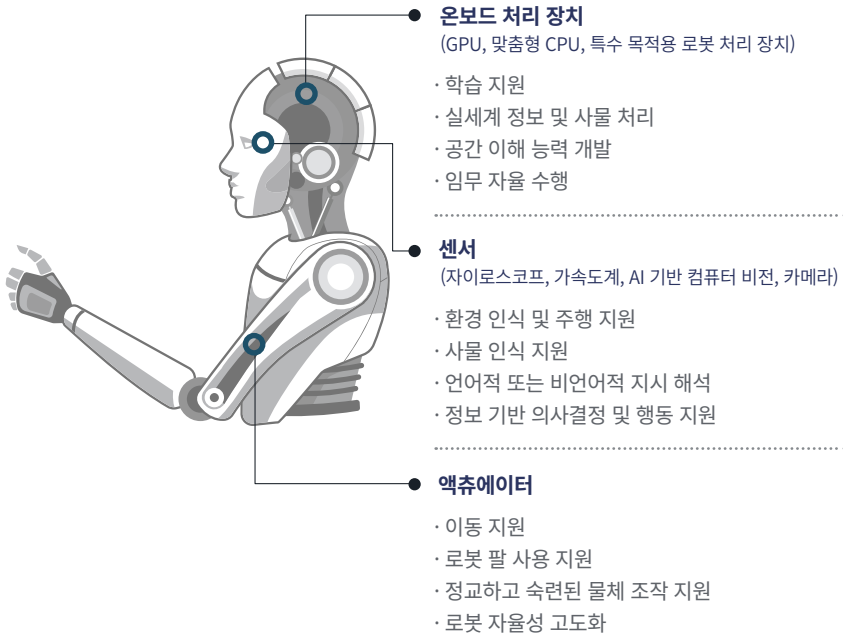 온보드 처리 장치
(GPU, 맞춤형 CPU, 특수 목적용 로봇 처리 장치)
· 학습 지원
· 실세계 정보 및 사물 처리
· 공간 이해 능력 개발
· 임무 자율 수행
센서
(자이로스코프, 가속도계, AI 기반 컴퓨터 비전, 카메라)
· 환경 인식 및 주행 지원
· 사물 인식 지원
· 언어적 또는 비언어적 지시 해석
· 정보 기반 의사결정 및 행동 지원
액츄에이터
· 이동 지원
· 로봇 팔 사용 지원
· 정교하고 숙련된 물체 조작 지원
· 로봇 자율성 고도화